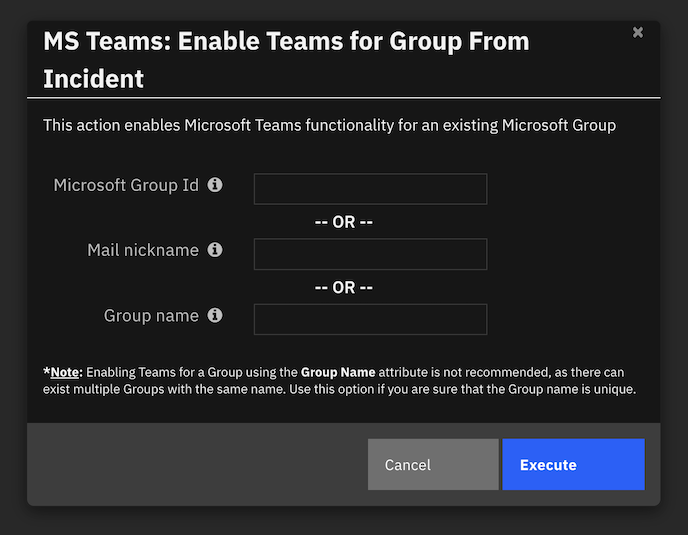 MS Teams: Enable Teams for Group From
Incident
This action enables Microsoft Teams functionality for an existing Microsoft Group
Microsoft Group Id
-- OR --
Mail nickname
-- OR --
Group name
*Note: Enabling Teams for a Group using the Group Name attribute is not recommended, as there can
exist multiple Groups with the same name. Use this option if you are sure that the Group name is unique.
Cancel
Execute